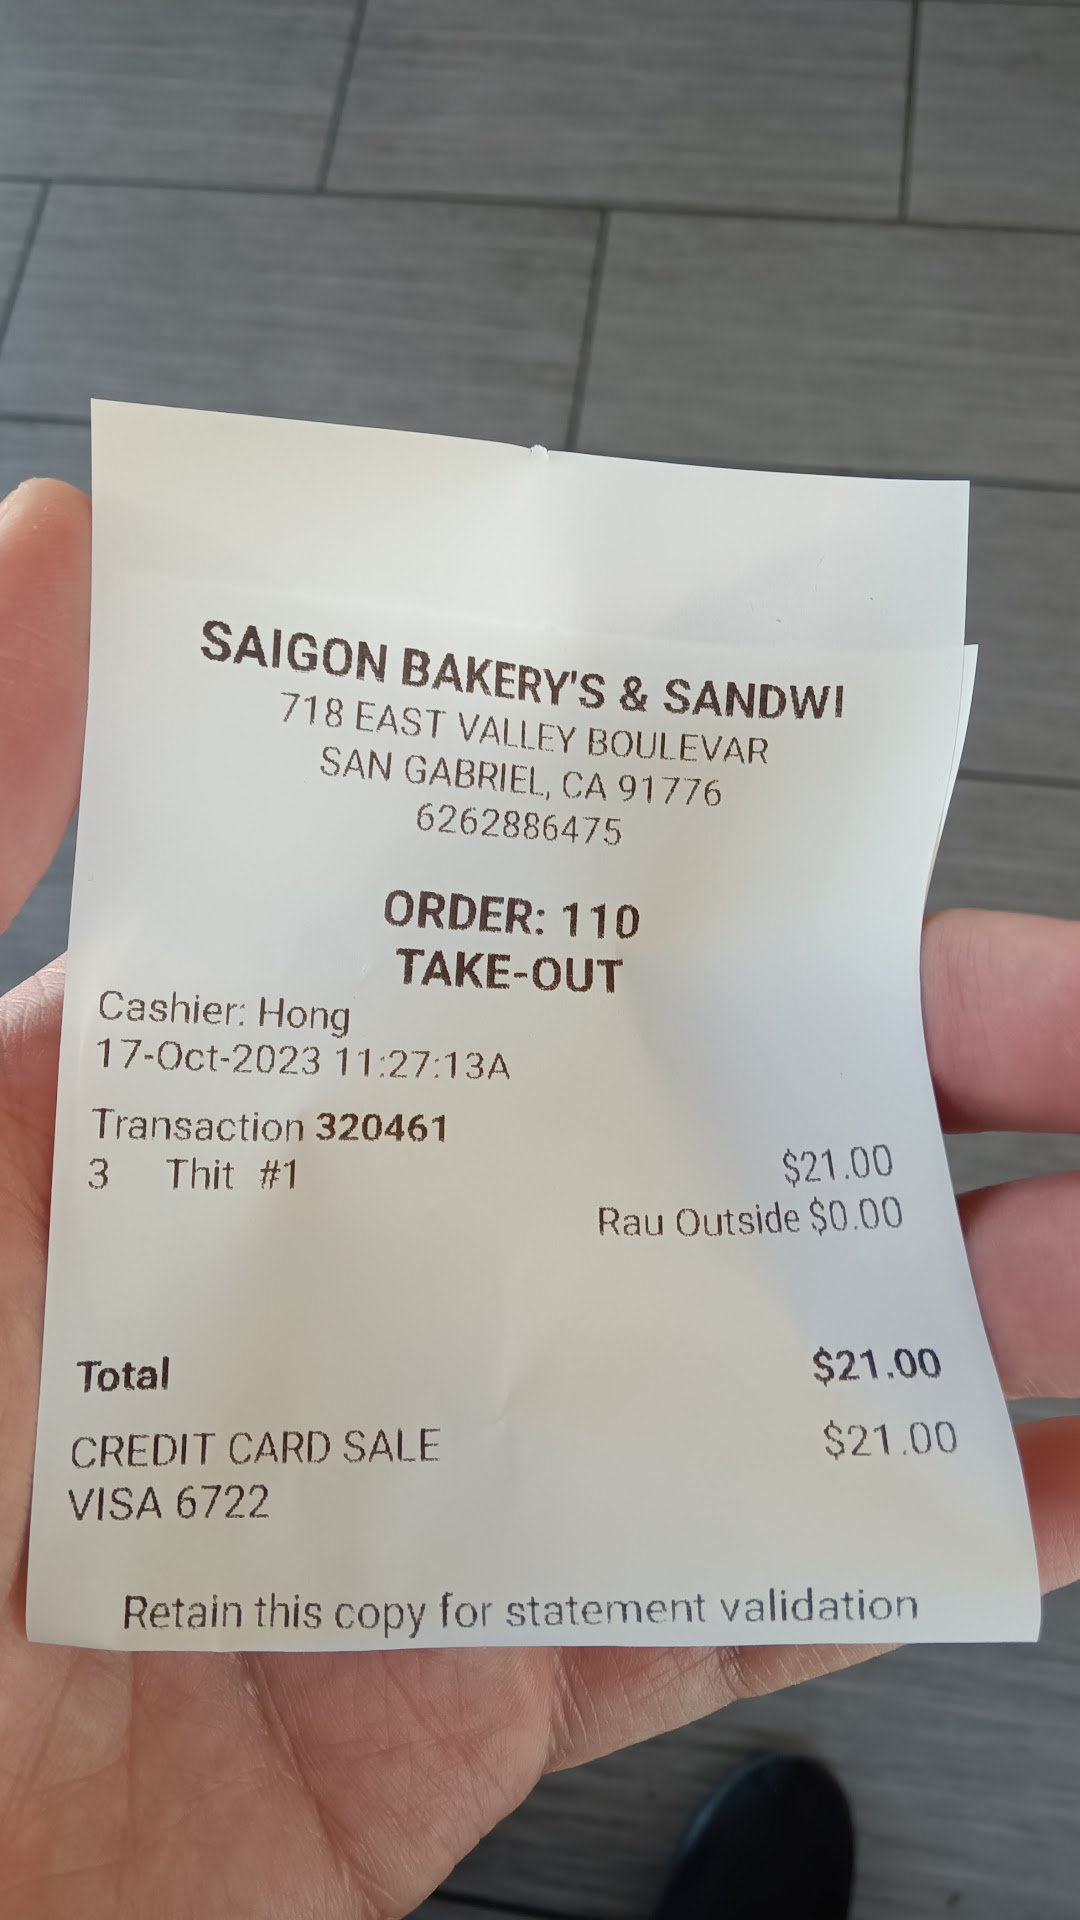 SAIGON BAKERY'S & SANDWI
718 EAST VALLEY BOULEVAR
SAN GABRIEL, CA 91776
6262886475
ORDER: 110
TAKE-OUT
Cashier: Hong
17-Oct-2023 11:27:13A
Transaction 320461
3 Thit #1 $21.00
Rau Outside $0.00
Total $21.00
CREDIT CARD SALE $21.00
VISA 6722
Retain this copy for statement validation